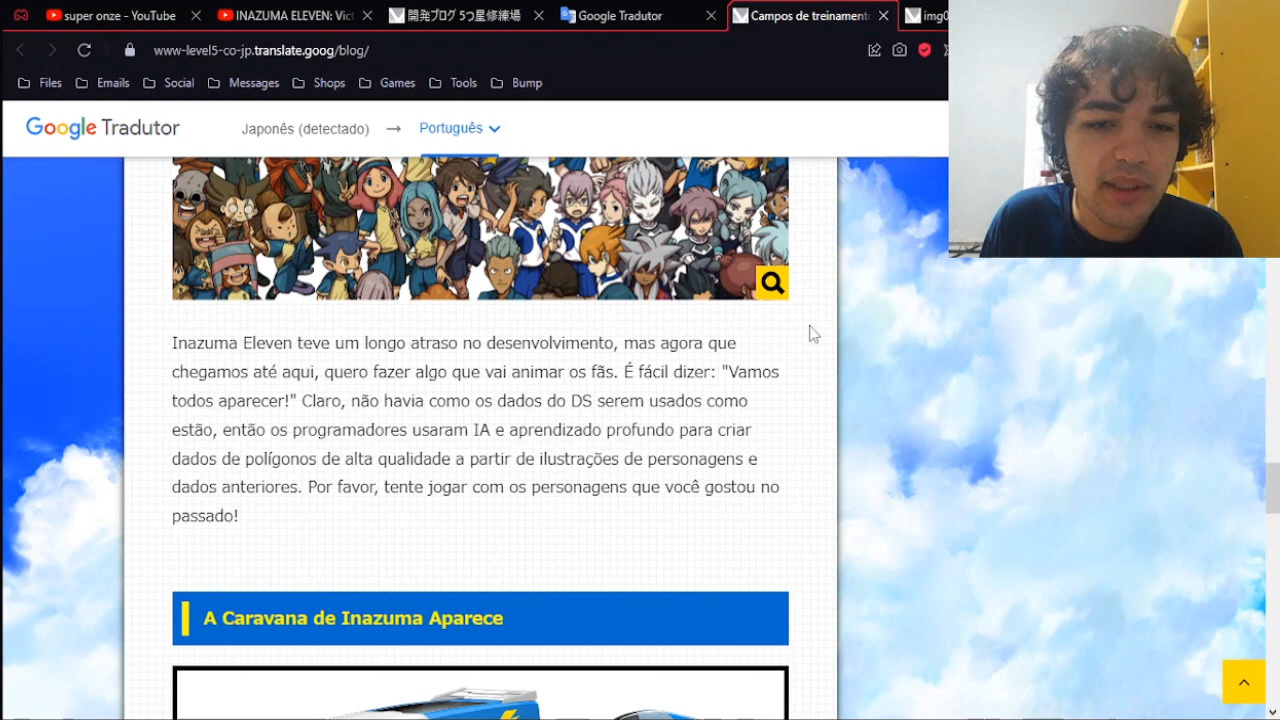 super onze - YouTube
INAZUMA ELEVEN: Vict
開発ブログ 5つ星修練場
Google Tradutor
Campos de treinamento
img0
www-level5-co-jp.translate.goog/blog/
Files
Emails
Social
Messages
Shops
Games
Tools
Bump
Google Tradutor
Japonês (detectado) → Português
Inazuma Eleven teve um longo atraso no desenvolvimento, mas agora que
chegamos até aqui, quero fazer algo que vai animar os fãs. É fácil dizer: "Vamos
todos aparecer!" Claro, não havia como os dados do DS serem usados como
estão, então os programadores usaram IA e aprendizado profundo para criar
dados de polígonos de alta qualidade a partir de ilustrações de personagens e
dados anteriores. Por favor, tente jogar com os personagens que você gostou no
passado!
A Caravana de Inazuma Aparece